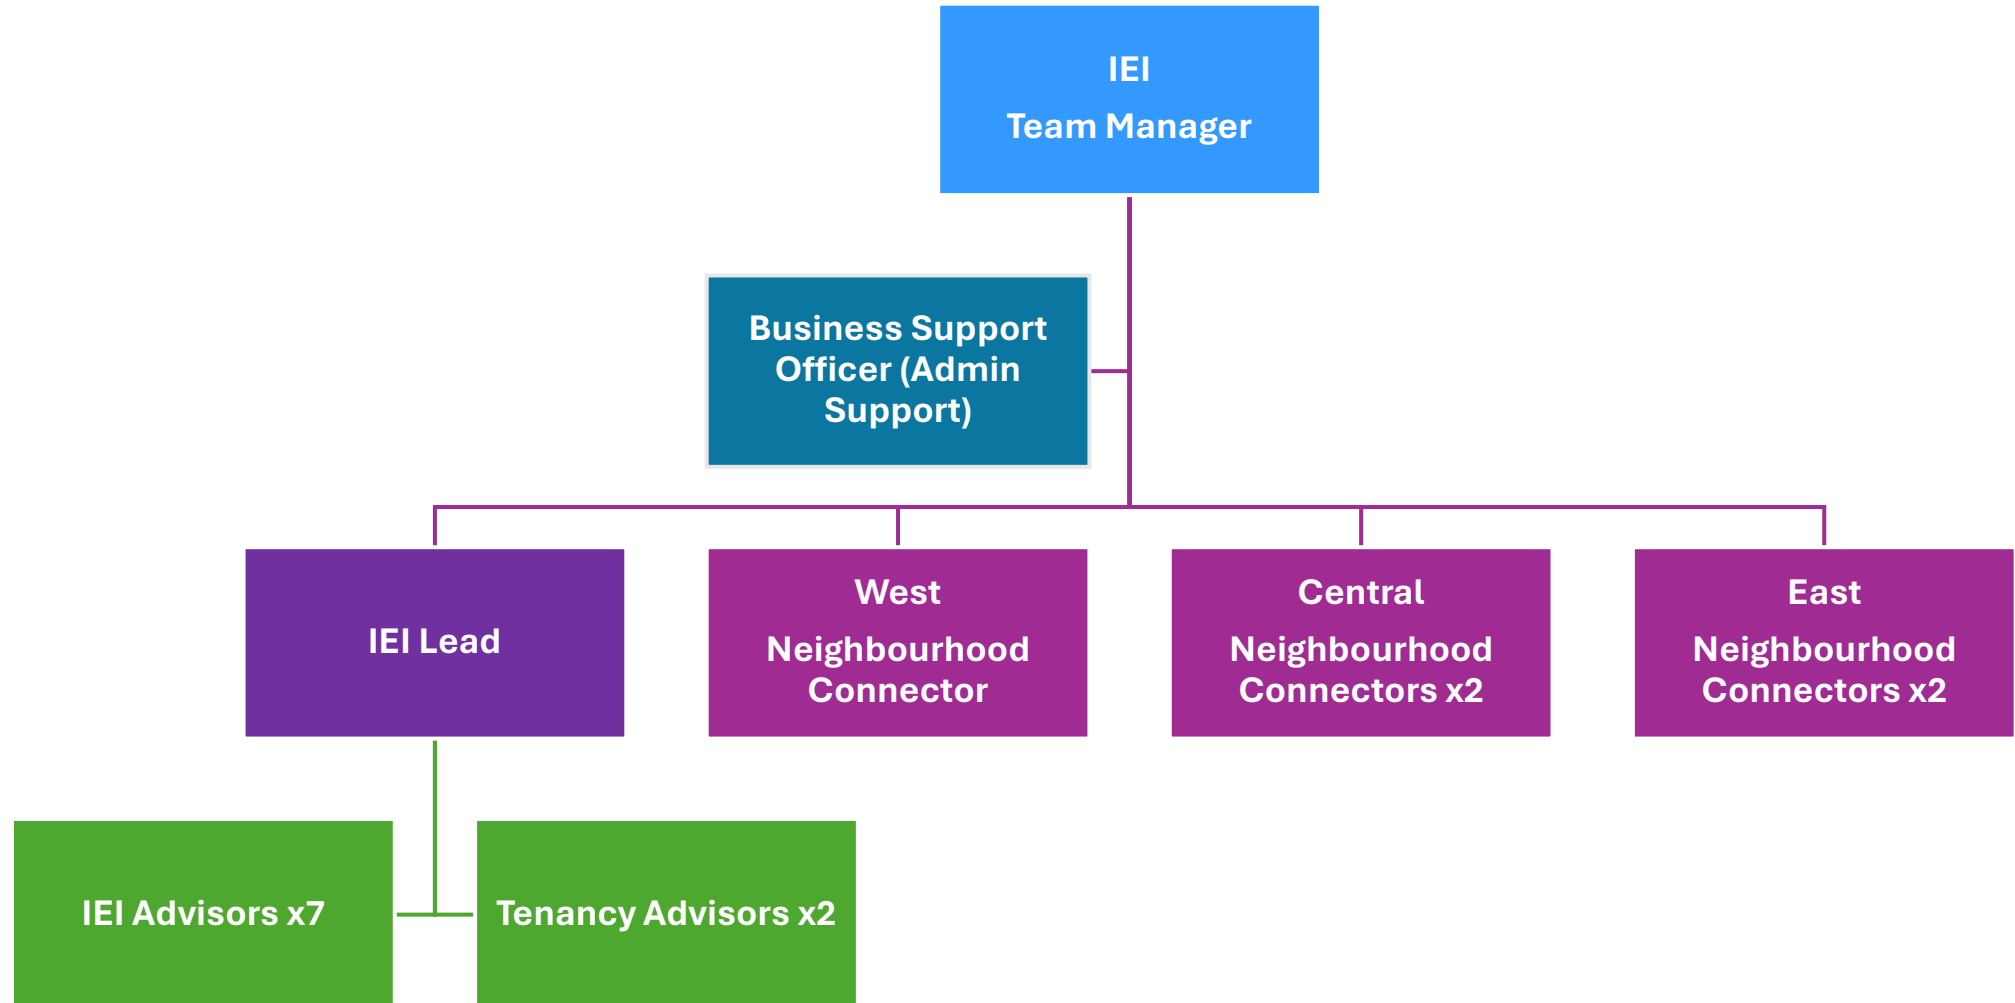 IEI
Team Manager
Business Support
Officer (Admin
Support)
IEI Lead
West
Neighbourhood
Connector
Central
Neighbourhood
Connectors x2
East
Neighbourhood
Connectors x2
IEI Advisors x7
Tenancy Advisors x2